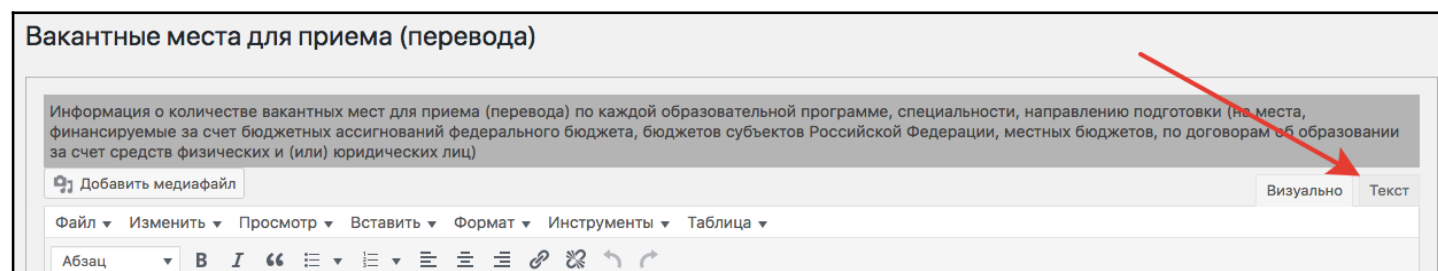 Вакантные места для приема (перевода)
Информация о количестве вакантных мест для приема (перевода) по каждой образовательной программе, специальности, направлению подготовки (на места,
финансируемые за счет бюджетных ассигнований федерального бюджета, бюджетов субъектов Российской Федерации, местных бюджетов, по договорам об образовании
за счет средств физических и (или) юридических лиц)
Добавить медиафайл
Визуально Текст
Файл Изменить Просмотр Вставить Формат Инструменты Таблица
Абзац B I